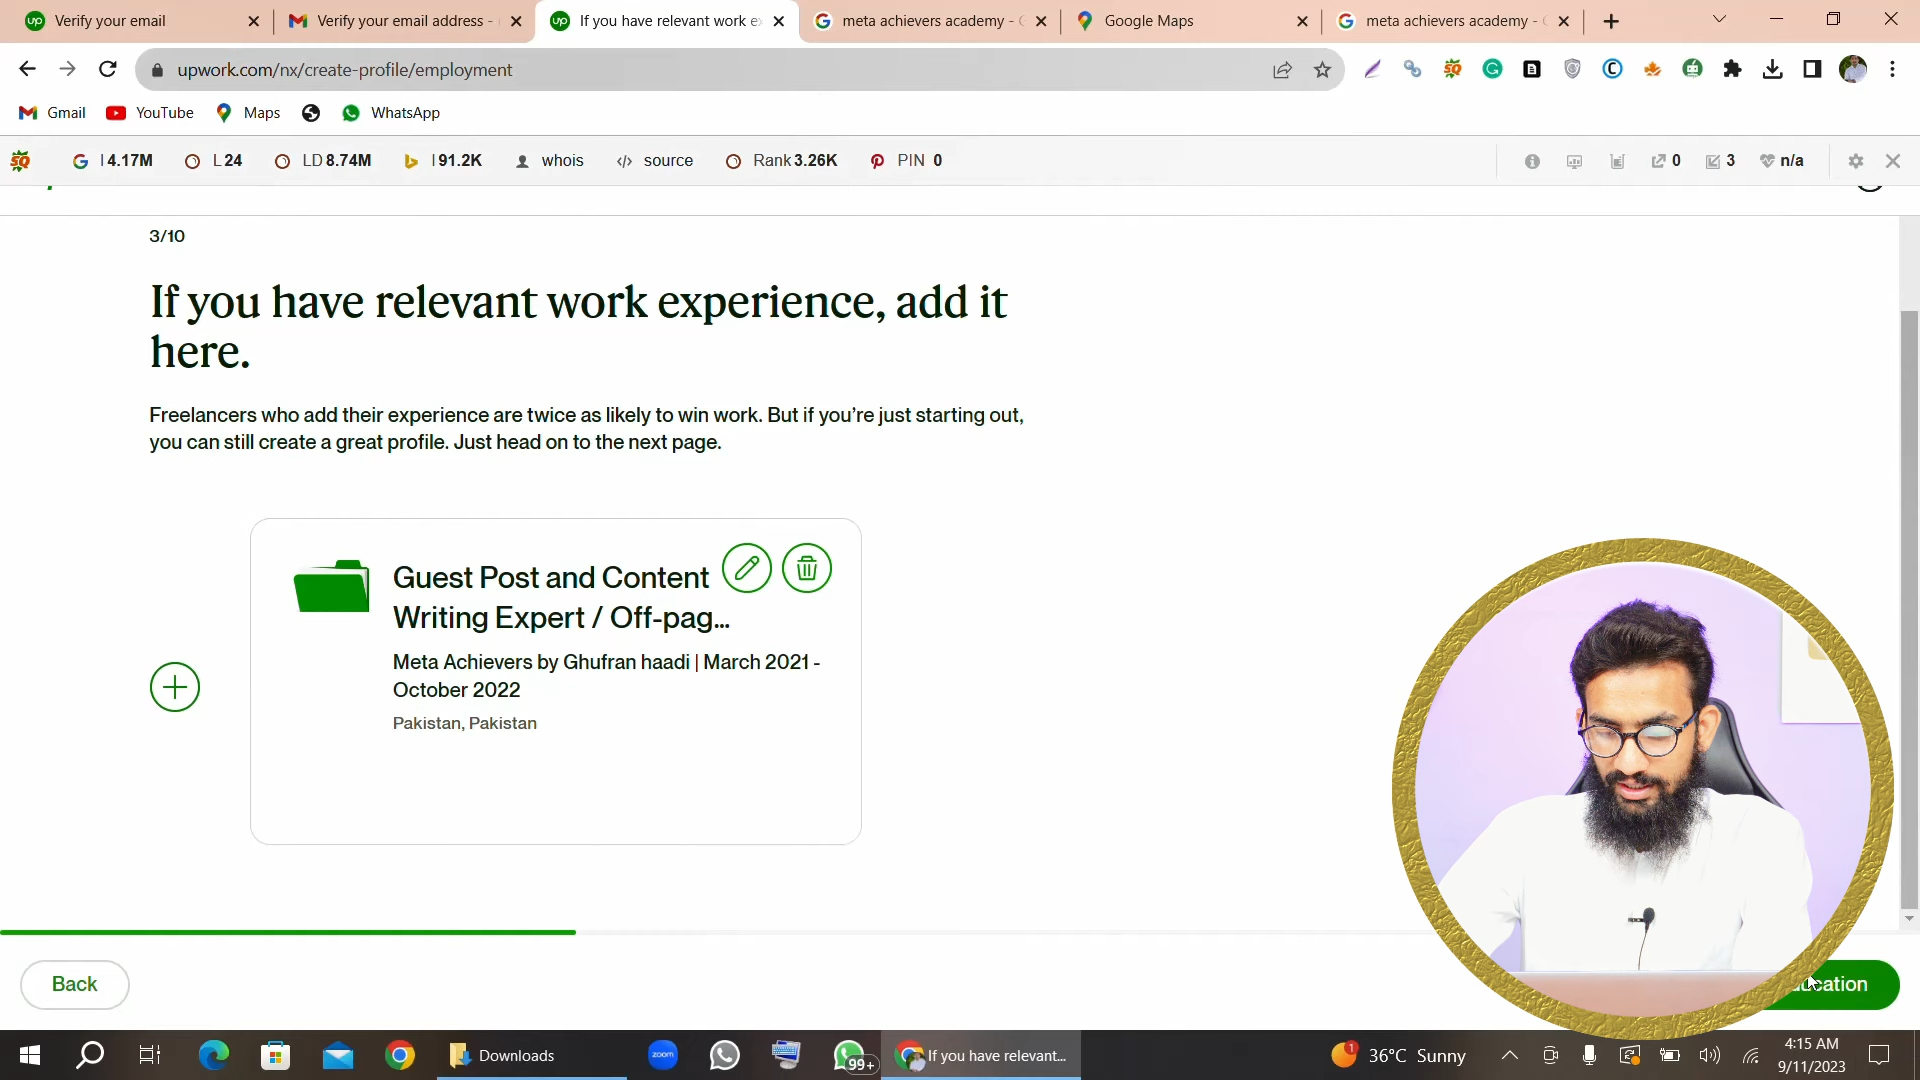 Verify your email
Verify your email address -
If you have relevant work e
meta achievers academy -
Google Maps
meta achievers academy -
upwork.com/nx/create-profile/employment
Gmail
YouTube
Maps
WhatsApp
I 4.17M
L 24
LD 8.74M
I 91.2K
whois
source
Rank 3.26K
PIN 0
0
3
n/a
3/10
If you have relevant work experience, add it
here.
Freelancers who add their experience are twice as likely to win work. But if you're just starting out,
you can still create a great profile. Just head on to the next page.
Guest Post and Content
Writing Expert / Off-pag...
Meta Achievers by Ghufran haadi | March 2021 -
October 2022
Pakistan, Pakistan
Back
Downloads
zoom
99+
If you have relevant...
1
36°C Sunny
4:15 AM
9/11/2023